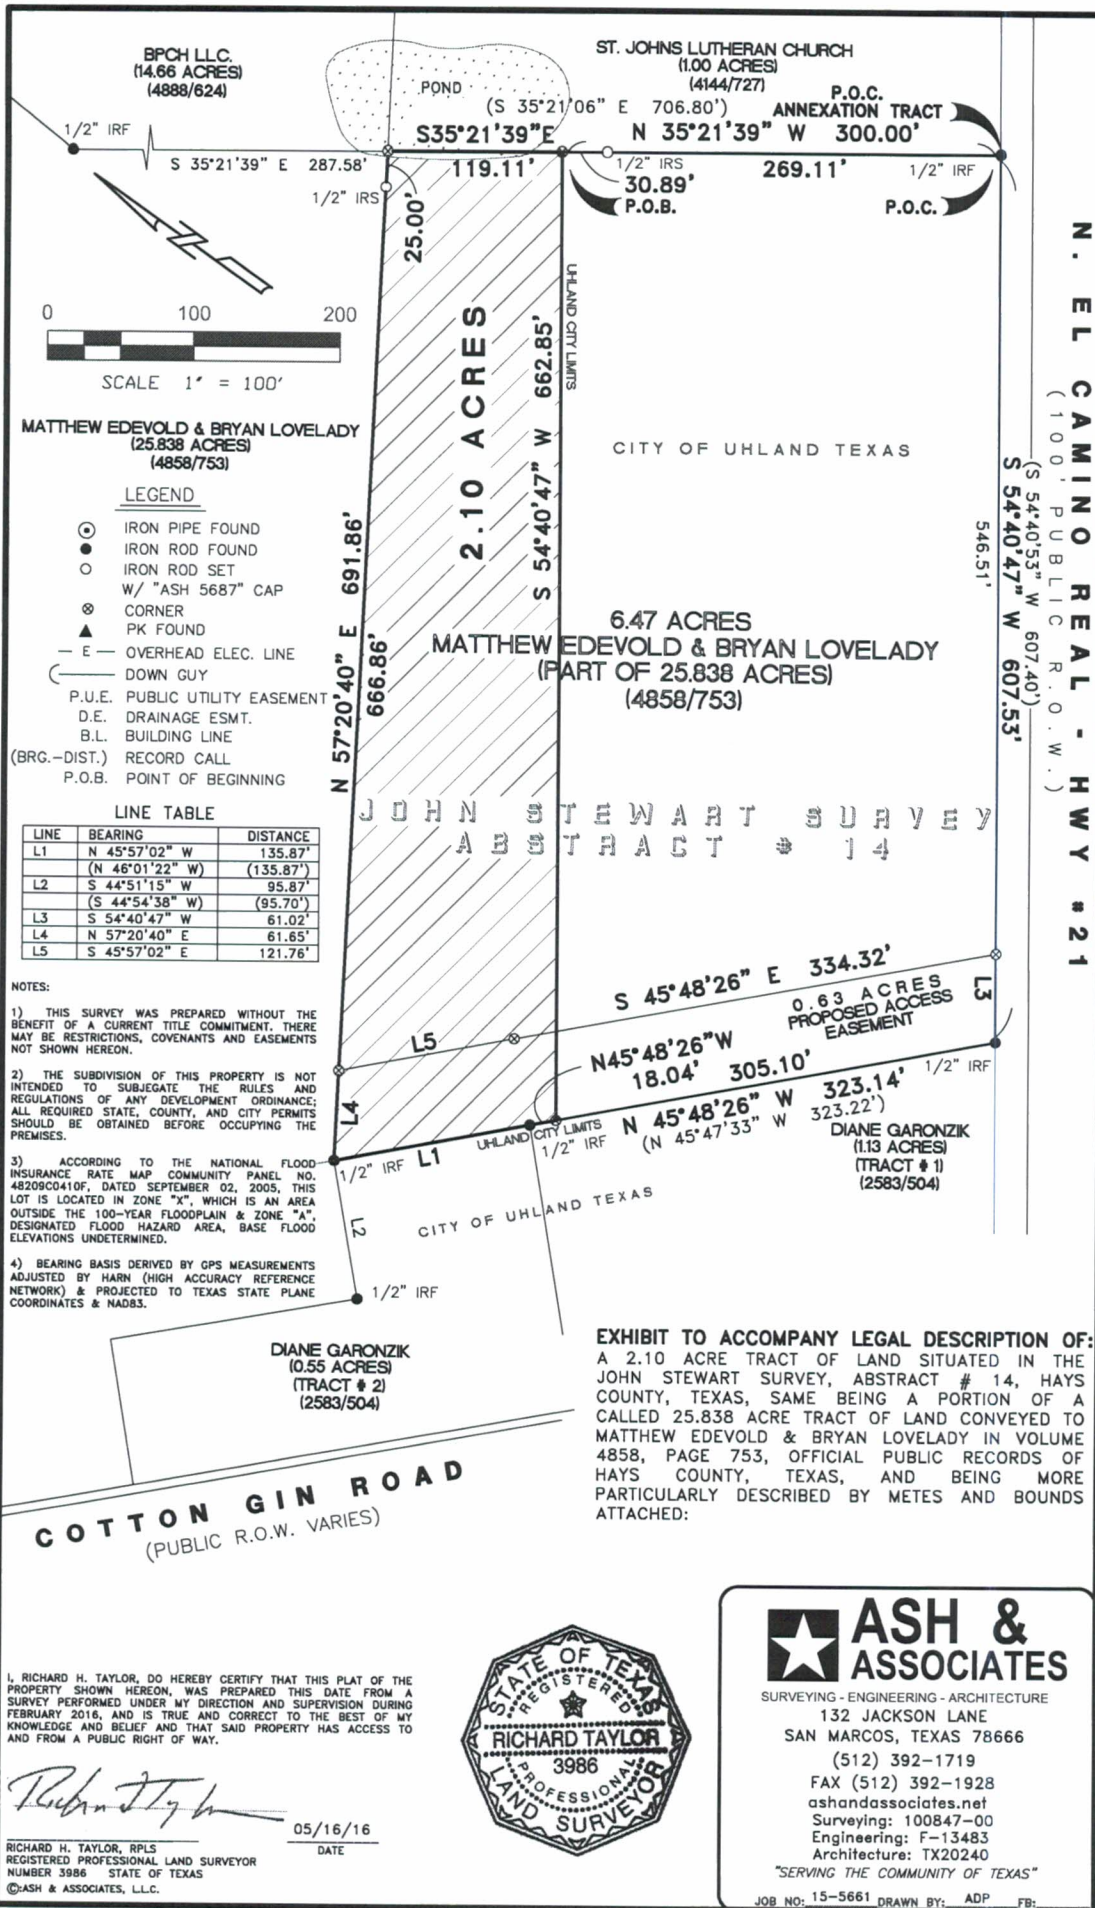 BPCH LLC.
(14.66 ACRES)
(4888/624)
ST. JOHNS LUTHERAN CHURCH
(1.00 ACRES)
(4144/727)
POND
(S 35°21'06" E 706.80')
P.O.C.
ANNEXATION TRACT
1/2" IRF
S35°21'39"E
N 35°21'39" W 300.00'
S 35°21'39" E 287.58'
119.11'
1/2" IRS
269.11'
1/2" IRF
1/2" IRS
30.89'
P.O.B.
P.O.C.
25.00'
N. EL CAMINO REAL - HWY #21
(100' PUBLIC R.O.W.)
(S 54°40'53" W 607.40')
S 54°40'47" W 607.53'
546.51'
0 100 200
SCALE 1" = 100'
2.10 ACRES
S 54°40'47" W 662.85'
UHLAND CITY LIMITS
CITY OF UHLAND TEXAS
MATTHEW EDEVOLD & BRYAN LOVELADY
(25.838 ACRES)
(4858/753)
LEGEND
IRON PIPE FOUND
IRON ROD FOUND
IRON ROD SET
W/ "ASH 5687" CAP
CORNER
PK FOUND
E OVERHEAD ELEC. LINE
DOWN GUY
P.U.E. PUBLIC UTILITY EASEMENT
D.E. DRAINAGE ESMT.
B.L. BUILDING LINE
(BRG.-DIST.) RECORD CALL
P.O.B. POINT OF BEGINNING
N 57°20'40" E 691.86'
666.86'
6.47 ACRES
MATTHEW EDEVOLD & BRYAN LOVELADY
(PART OF 25.838 ACRES)
(4858/753)
JOHN STEWART SURVEY
ABSTRACT # 14
LINE TABLE
LINE BEARING DISTANCE
L1 N 45°57'02" W 135.87'
(N 46°01'22" W) (135.87')
L2 S 44°51'15" W 95.87'
(S 44°54'38" W) (95.70')
L3 S 54°40'47" W 61.02'
L4 N 57°20'40" E 61.65'
L5 S 45°57'02" E 121.76'
S 45°48'26" E 334.32'
0.63 ACRES
PROPOSED ACCESS
EASEMENT
L3
L5
N45°48'26"W
18.04' 305.10'
1/2" IRF
N 45°48'26" W 323.14'
(N 45°47'33" W 323.22')
L4
UHLAND CITY LIMITS
1/2" IRF
1/2" IRF L1
DIANE GARONZIK
(1.13 ACRES)
(TRACT # 1)
(2583/504)
L2
CITY OF UHLAND TEXAS
1/2" IRF
NOTES:
1) THIS SURVEY WAS PREPARED WITHOUT THE
BENEFIT OF A CURRENT TITLE COMMITMENT. THERE
MAY BE RESTRICTIONS, COVENANTS AND EASEMENTS
NOT SHOWN HEREON.
2) THE SUBDIVISION OF THIS PROPERTY IS NOT
INTENDED TO SUBJEGATE THE RULES AND
REGULATIONS OF ANY DEVELOPMENT ORDINANCE;
ALL REQUIRED STATE, COUNTY, AND CITY PERMITS
SHOULD BE OBTAINED BEFORE OCCUPYING THE
PREMISES.
3) ACCORDING TO THE NATIONAL FLOOD
INSURANCE RATE MAP COMMUNITY PANEL NO.
48209C0410F, DATED SEPTEMBER 02, 2005, THIS
LOT IS LOCATED IN ZONE "X", WHICH IS AN AREA
OUTSIDE THE 100-YEAR FLOODPLAIN & ZONE "A",
DESIGNATED FLOOD HAZARD AREA, BASE FLOOD
ELEVATIONS UNDETERMINED.
4) BEARING BASIS DERIVED BY GPS MEASUREMENTS
ADJUSTED BY HARN (HIGH ACCURACY REFERENCE
NETWORK) & PROJECTED TO TEXAS STATE PLANE
COORDINATES & NAD83.
DIANE GARONZIK
(0.55 ACRES)
(TRACT # 2)
(2583/504)
COTTON GIN ROAD
(PUBLIC R.O.W. VARIES)
EXHIBIT TO ACCOMPANY LEGAL DESCRIPTION OF:
A 2.10 ACRE TRACT OF LAND SITUATED IN THE
JOHN STEWART SURVEY, ABSTRACT # 14, HAYS
COUNTY, TEXAS, SAME BEING A PORTION OF A
CALLED 25.838 ACRE TRACT OF LAND CONVEYED TO
MATTHEW EDEVOLD & BRYAN LOVELADY IN VOLUME
4858, PAGE 753, OFFICIAL PUBLIC RECORDS OF
HAYS COUNTY, TEXAS, AND BEING MORE
PARTICULARLY DESCRIBED BY METES AND BOUNDS
ATTACHED:
I, RICHARD H. TAYLOR, DO HEREBY CERTIFY THAT THIS PLAT OF THE
PROPERTY SHOWN HEREON, WAS PREPARED THIS DATE FROM A
SURVEY PERFORMED UNDER MY DIRECTION AND SUPERVISION DURING
FEBRUARY 2016, AND IS TRUE AND CORRECT TO THE BEST OF MY
KNOWLEDGE AND BELIEF AND THAT SAID PROPERTY HAS ACCESS TO
AND FROM A PUBLIC RIGHT OF WAY.
05/16/16
DATE
RICHARD H. TAYLOR, RPLS
REGISTERED PROFESSIONAL LAND SURVEYOR
NUMBER 3986 STATE OF TEXAS
©:ASH & ASSOCIATES, L.L.C.
STATE OF TEXAS
REGISTERED
RICHARD TAYLOR
3986
PROFESSIONAL
LAND SURVEYOR
ASH &
ASSOCIATES
SURVEYING - ENGINEERING - ARCHITECTURE
132 JACKSON LANE
SAN MARCOS, TEXAS 78666
(512) 392-1719
FAX (512) 392-1928
ashandassociates.net
Surveying: 100847-00
Engineering: F-13483
Architecture: TX20240
"SERVING THE COMMUNITY OF TEXAS"
JOB NO: 15-5661 DRAWN BY: ADP FB: